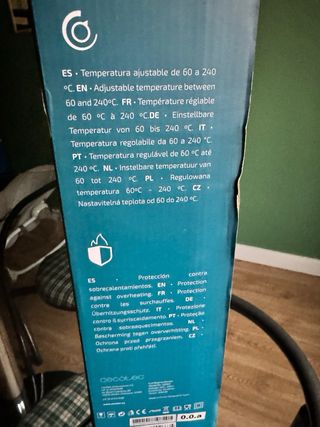 ES • Temperatura ajustable de 60 a 240
ºC. EN • Adjustable temperature between
60 and 240ºC. FR • Température réglable
de 60 ºC à 240 ºC.DE • Einstellbare
Temperatur von 60 bis 240 ºC. IT •
Temperatura regolabile da 60 a 240 °C.
PT • Temperatura regulável de 60 ºC até
240 ºC. NL • Instelbare temperatuur van
60 tot 240 ºC. PL • Regulowana
temperatura 60ºC - 240 ºC. CZ •
Nastavitelná teplota od 60 do 240 ºC.
ES • Protección contra
sobrecalentamientos. EN • Protection
against overheating. FR • Protection
contre les surchauffes. DE •
Überhitzungsschutz. IT • Protezione
contro il surriscaldamento. PT • Proteção
contra sobreaquecimentos. NL •
Bescherming tegen oververhitting. PL •
Ochrona przed przegrzaniem. CZ •
Ochrana proti přehřátí.
cecotec
0.0.a